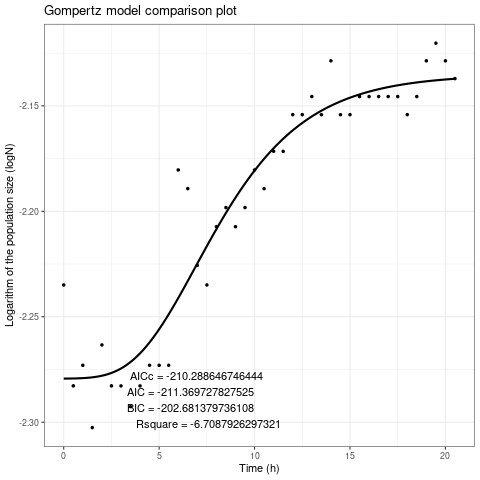 Gompertz model comparison plot
Logarithm of the population size (logN)
-2.15
-2.20
-2.25
-2.30
AICc = -210.288646746444
AIC = -211.369727827525
BIC = -202.681379736108
Rsquare = -6.7087926297321
0
5
10
15
20
Time (h)